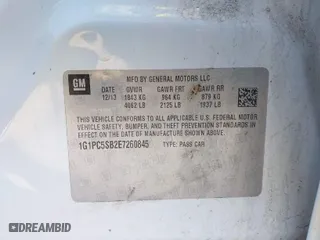 GM
MFD BY GENERAL MOTORS LLC
DATE GVWR GAWR FRT GAWR RR
12/13 1843 KG 964 KG 879 KG
4062 LB 2125 LB 1937 LB
THIS VEHICLE CONFORMS TO ALL APPLICABLE U.S. FEDERAL MOTOR
VEHICLE SAFETY, BUMPER, AND THEFT PREVENTION STANDARDS IN
EFFECT ON THE DATE OF MANUFACTURE SHOWN ABOVE.
1G1PC5SB2E7260845 TYPE: PASS CAR
DREAMBID